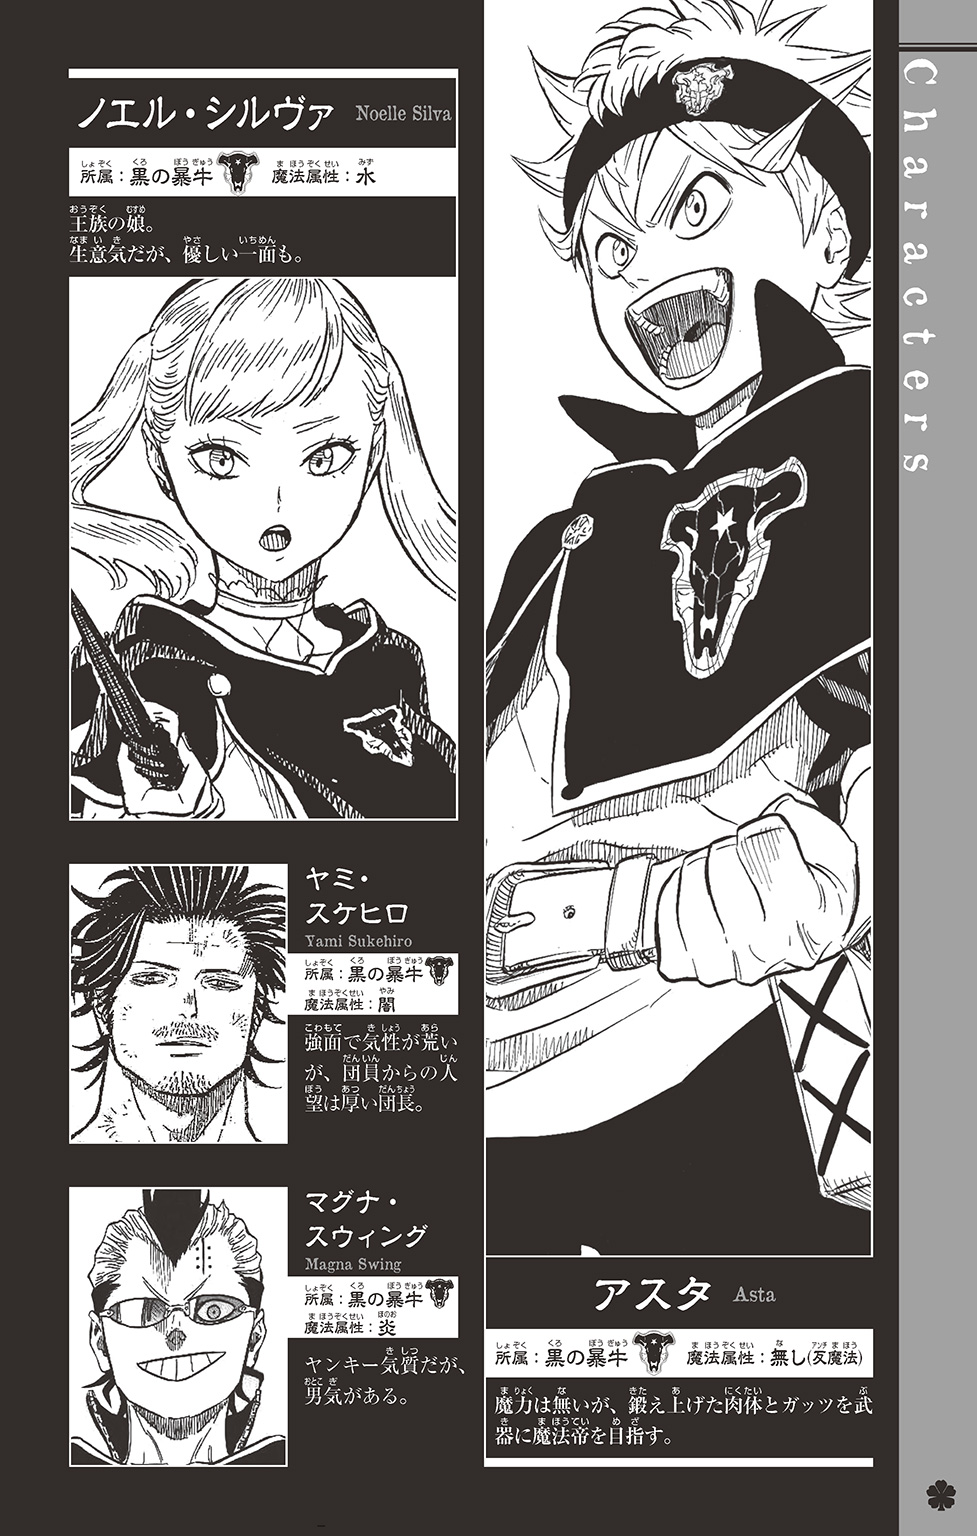 Characters
アスタ Asta
所属：黒の暴牛 魔法属性：無し(反魔法)
魔力は無いが、鍛え上げた肉体とガッツを武
器に魔法帝を目指す。
ノエル・シルヴァ Noelle Silva
所属：黒の暴牛 魔法属性：水
王族の娘。
生意気だが、優しい一面も。
ヤミ・
スケヒロ
Yami Sukehiro
所属：黒の暴牛
魔法属性：闇
強面で気性が荒い
が、団員からの人
望は厚い団長。
マグナ・
スウィング
Magna Swing
所属：黒の暴牛
魔法属性：炎
ヤンキー気質だが、
男気がある。